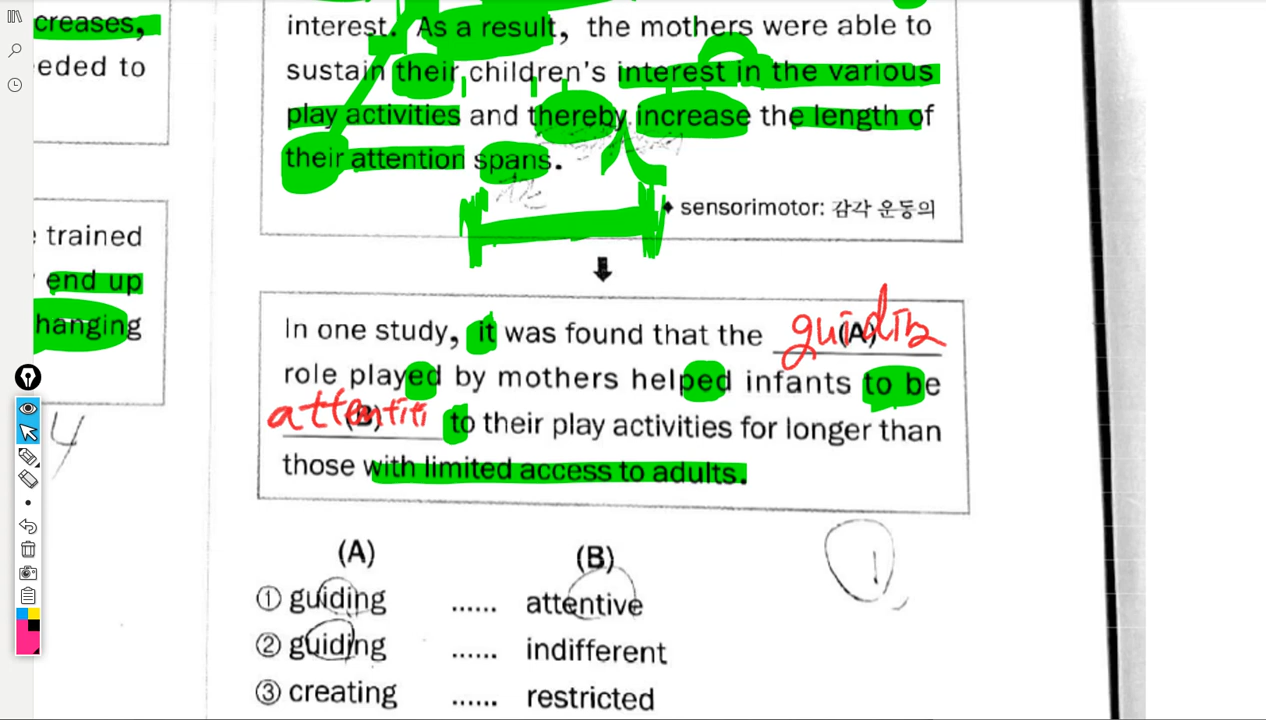 creases,
eded to
trained
end up
hanging
4
interest. As a result, the mothers were able to
sustain their children's interest in the various
play activities and thereby increase the length of
their attention spans.
◆ sensorimotor: 감각 운동의
In one study, it was found that the (A) guiding
role played by mothers helped infants to be
(B) attenti to their play activities for longer than
those with limited access to adults.
1
(A) (B)
① guiding ...... attentive
② guiding ...... indifferent
③ creating ...... restricted